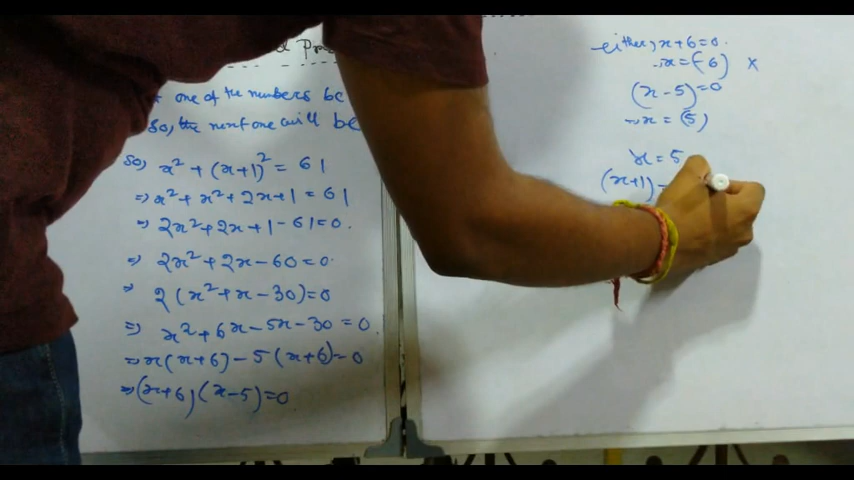 one of the numbers be
So, the next one will be
So, x² + (x+1)² = 61
=> x² + x² + 2x + 1 = 61
=> 2x² + 2x + 1 - 61 = 0.
=> 2x² + 2x - 60 = 0.
=> 2 (x² + x - 30) = 0
=> x² + 6x - 5x - 30 = 0.
=> x (x+6) - 5 (x+6) = 0
=> (x+6) (x-5) = 0
either, x + 6 = 0.
x = (-6) ×
(x - 5) = 0
=> x = (5)
x = 5
(x+1)